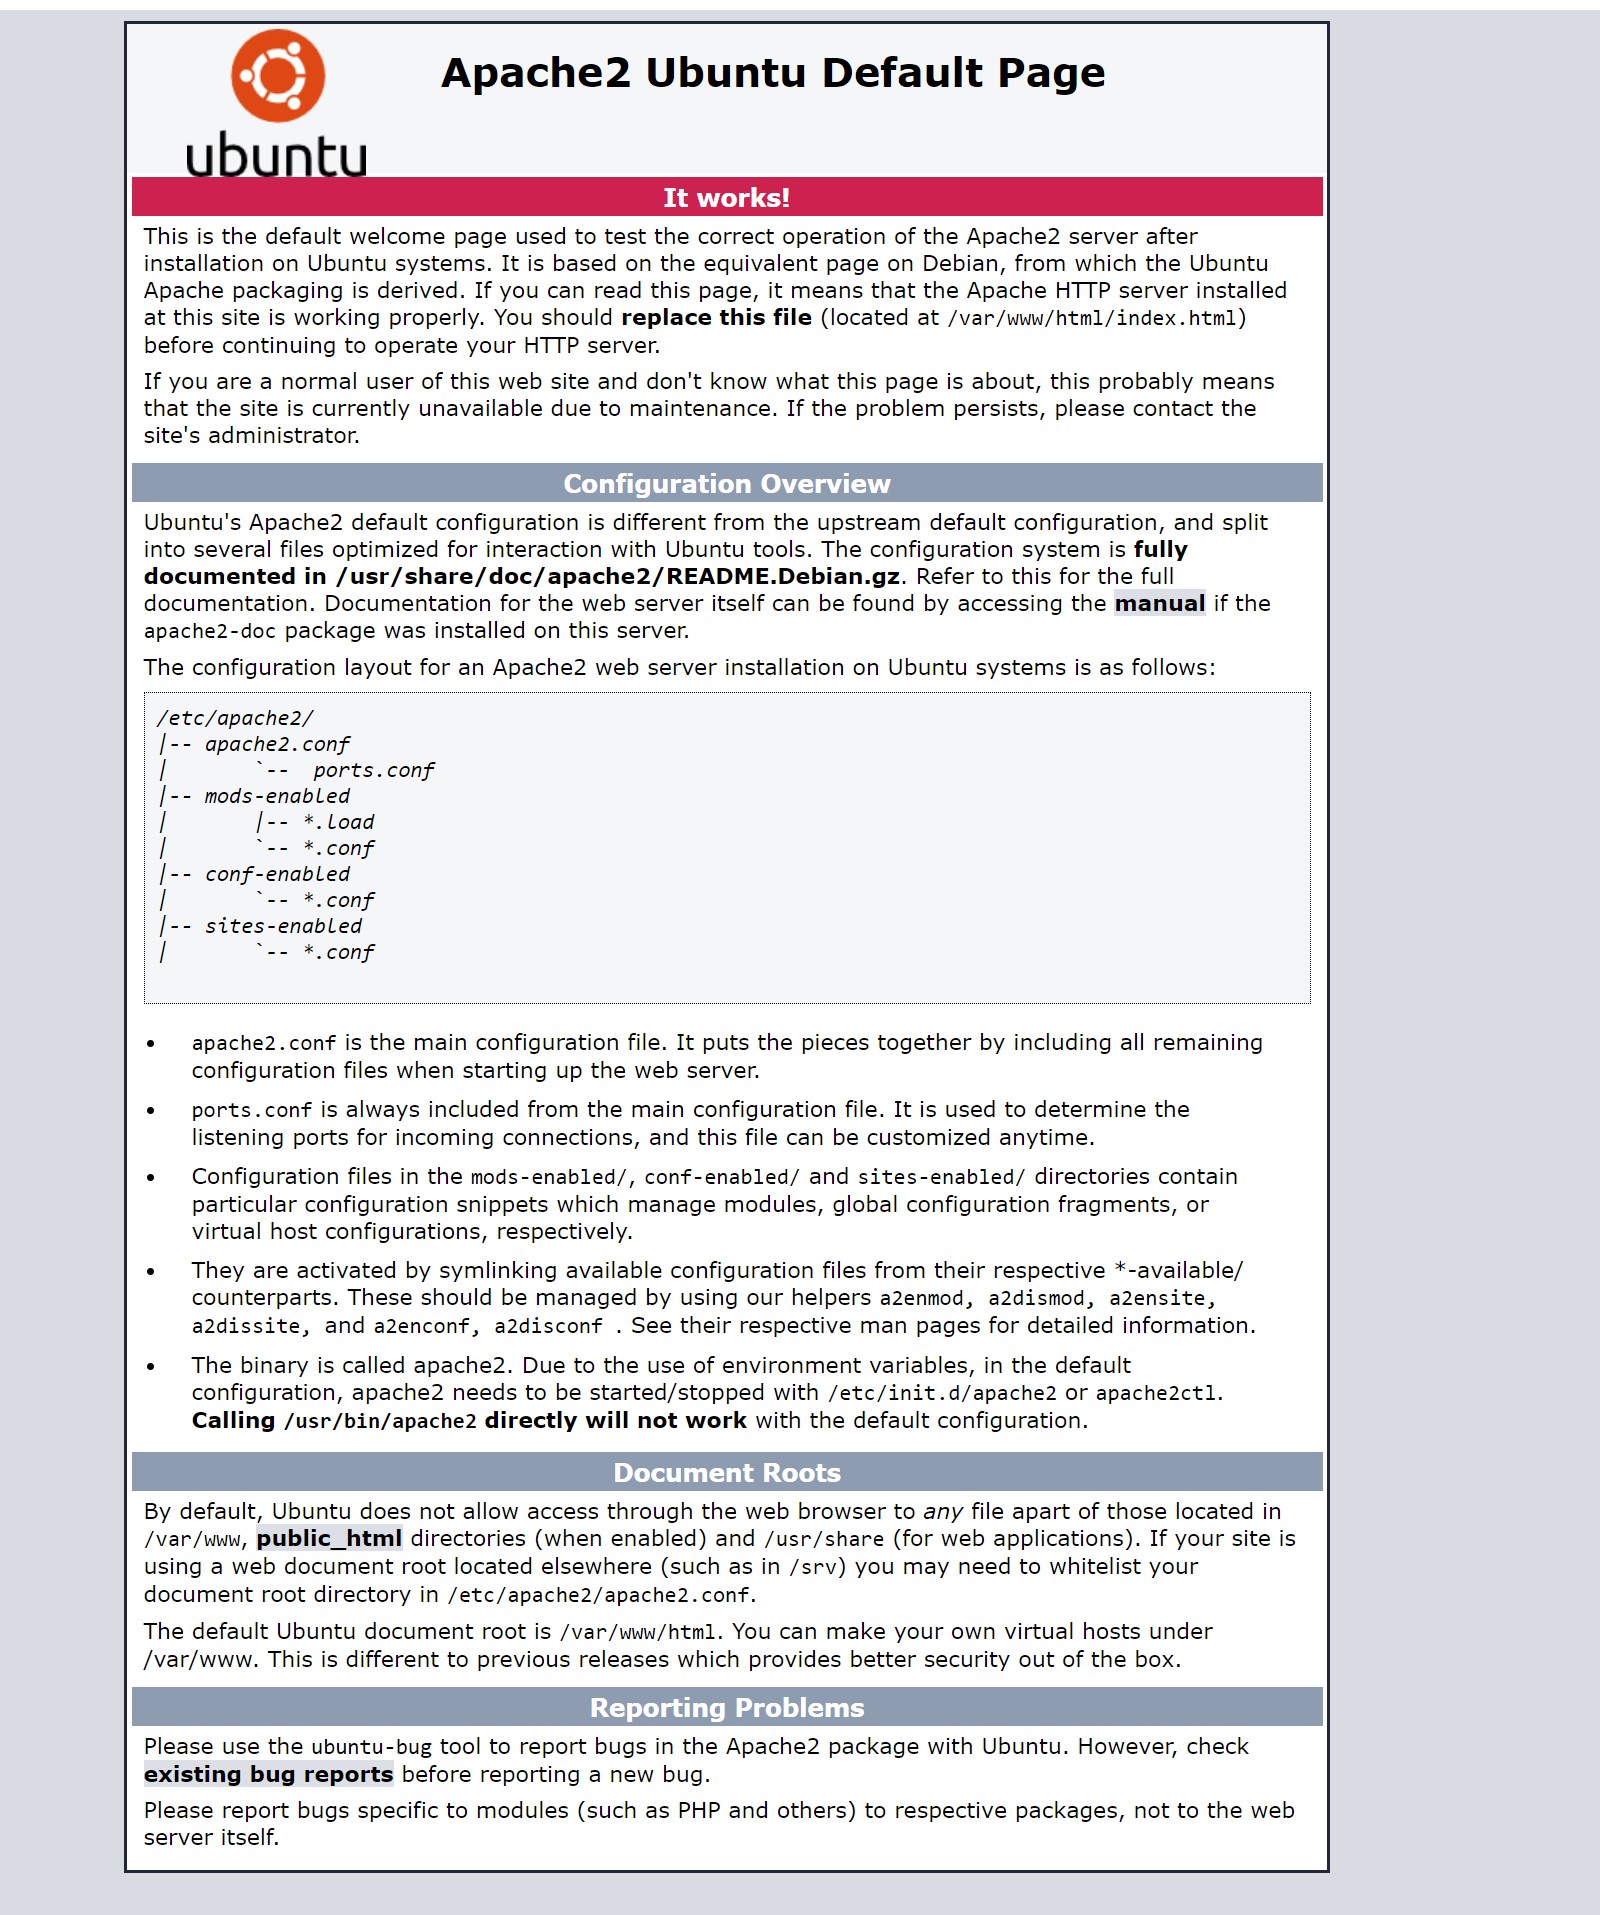 ubuntu
Apache2 Ubuntu Default Page
It works!
This is the default welcome page used to test the correct operation of the Apache2 server after
installation on Ubuntu systems. It is based on the equivalent page on Debian, from which the Ubuntu
Apache packaging is derived. If you can read this page, it means that the Apache HTTP server installed
at this site is working properly. You should replace this file (located at /var/www/html/index.html)
before continuing to operate your HTTP server.
If you are a normal user of this web site and don't know what this page is about, this probably means
that the site is currently unavailable due to maintenance. If the problem persists, please contact the
site's administrator.
Configuration Overview
Ubuntu's Apache2 default configuration is different from the upstream default configuration, and split
into several files optimized for interaction with Ubuntu tools. The configuration system is fully
documented in /usr/share/doc/apache2/README.Debian.gz. Refer to this for the full
documentation. Documentation for the web server itself can be found by accessing the manual if the
apache2-doc package was installed on this server.
The configuration layout for an Apache2 web server installation on Ubuntu systems is as follows:
/etc/apache2/
|-- apache2.conf
|       `--  ports.conf
|-- mods-enabled
|       |-- *.load
|       `-- *.conf
|-- conf-enabled
|       `-- *.conf
|-- sites-enabled
|       `-- *.conf
• apache2.conf is the main configuration file. It puts the pieces together by including all remaining
configuration files when starting up the web server.
• ports.conf is always included from the main configuration file. It is used to determine the
listening ports for incoming connections, and this file can be customized anytime.
• Configuration files in the mods-enabled/, conf-enabled/ and sites-enabled/ directories contain
particular configuration snippets which manage modules, global configuration fragments, or
virtual host configurations, respectively.
• They are activated by symlinking available configuration files from their respective *-available/
counterparts. These should be managed by using our helpers a2enmod, a2dismod, a2ensite,
a2dissite, and a2enconf, a2disconf . See their respective man pages for detailed information.
• The binary is called apache2. Due to the use of environment variables, in the default
configuration, apache2 needs to be started/stopped with /etc/init.d/apache2 or apache2ctl.
Calling /usr/bin/apache2 directly will not work with the default configuration.
Document Roots
By default, Ubuntu does not allow access through the web browser to any file apart of those located in
/var/www, public_html directories (when enabled) and /usr/share (for web applications). If your site is
using a web document root located elsewhere (such as in /srv) you may need to whitelist your
document root directory in /etc/apache2/apache2.conf.
The default Ubuntu document root is /var/www/html. You can make your own virtual hosts under
/var/www. This is different to previous releases which provides better security out of the box.
Reporting Problems
Please use the ubuntu-bug tool to report bugs in the Apache2 package with Ubuntu. However, check
existing bug reports before reporting a new bug.
Please report bugs specific to modules (such as PHP and others) to respective packages, not to the web
server itself.